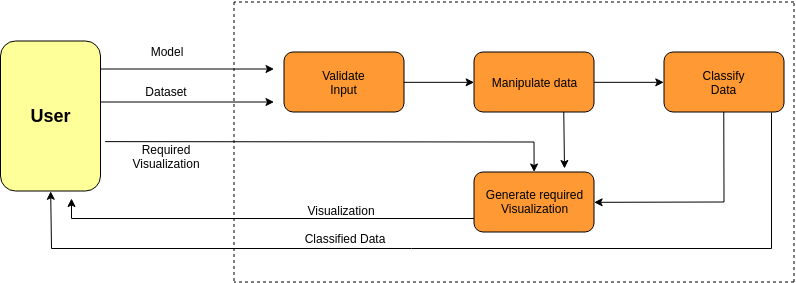 Model
Validate
Input
Manipulate data
Classify
Data
Dataset
User
Required
Visualization
Generate required
Visualization
Visualization
Classified Data